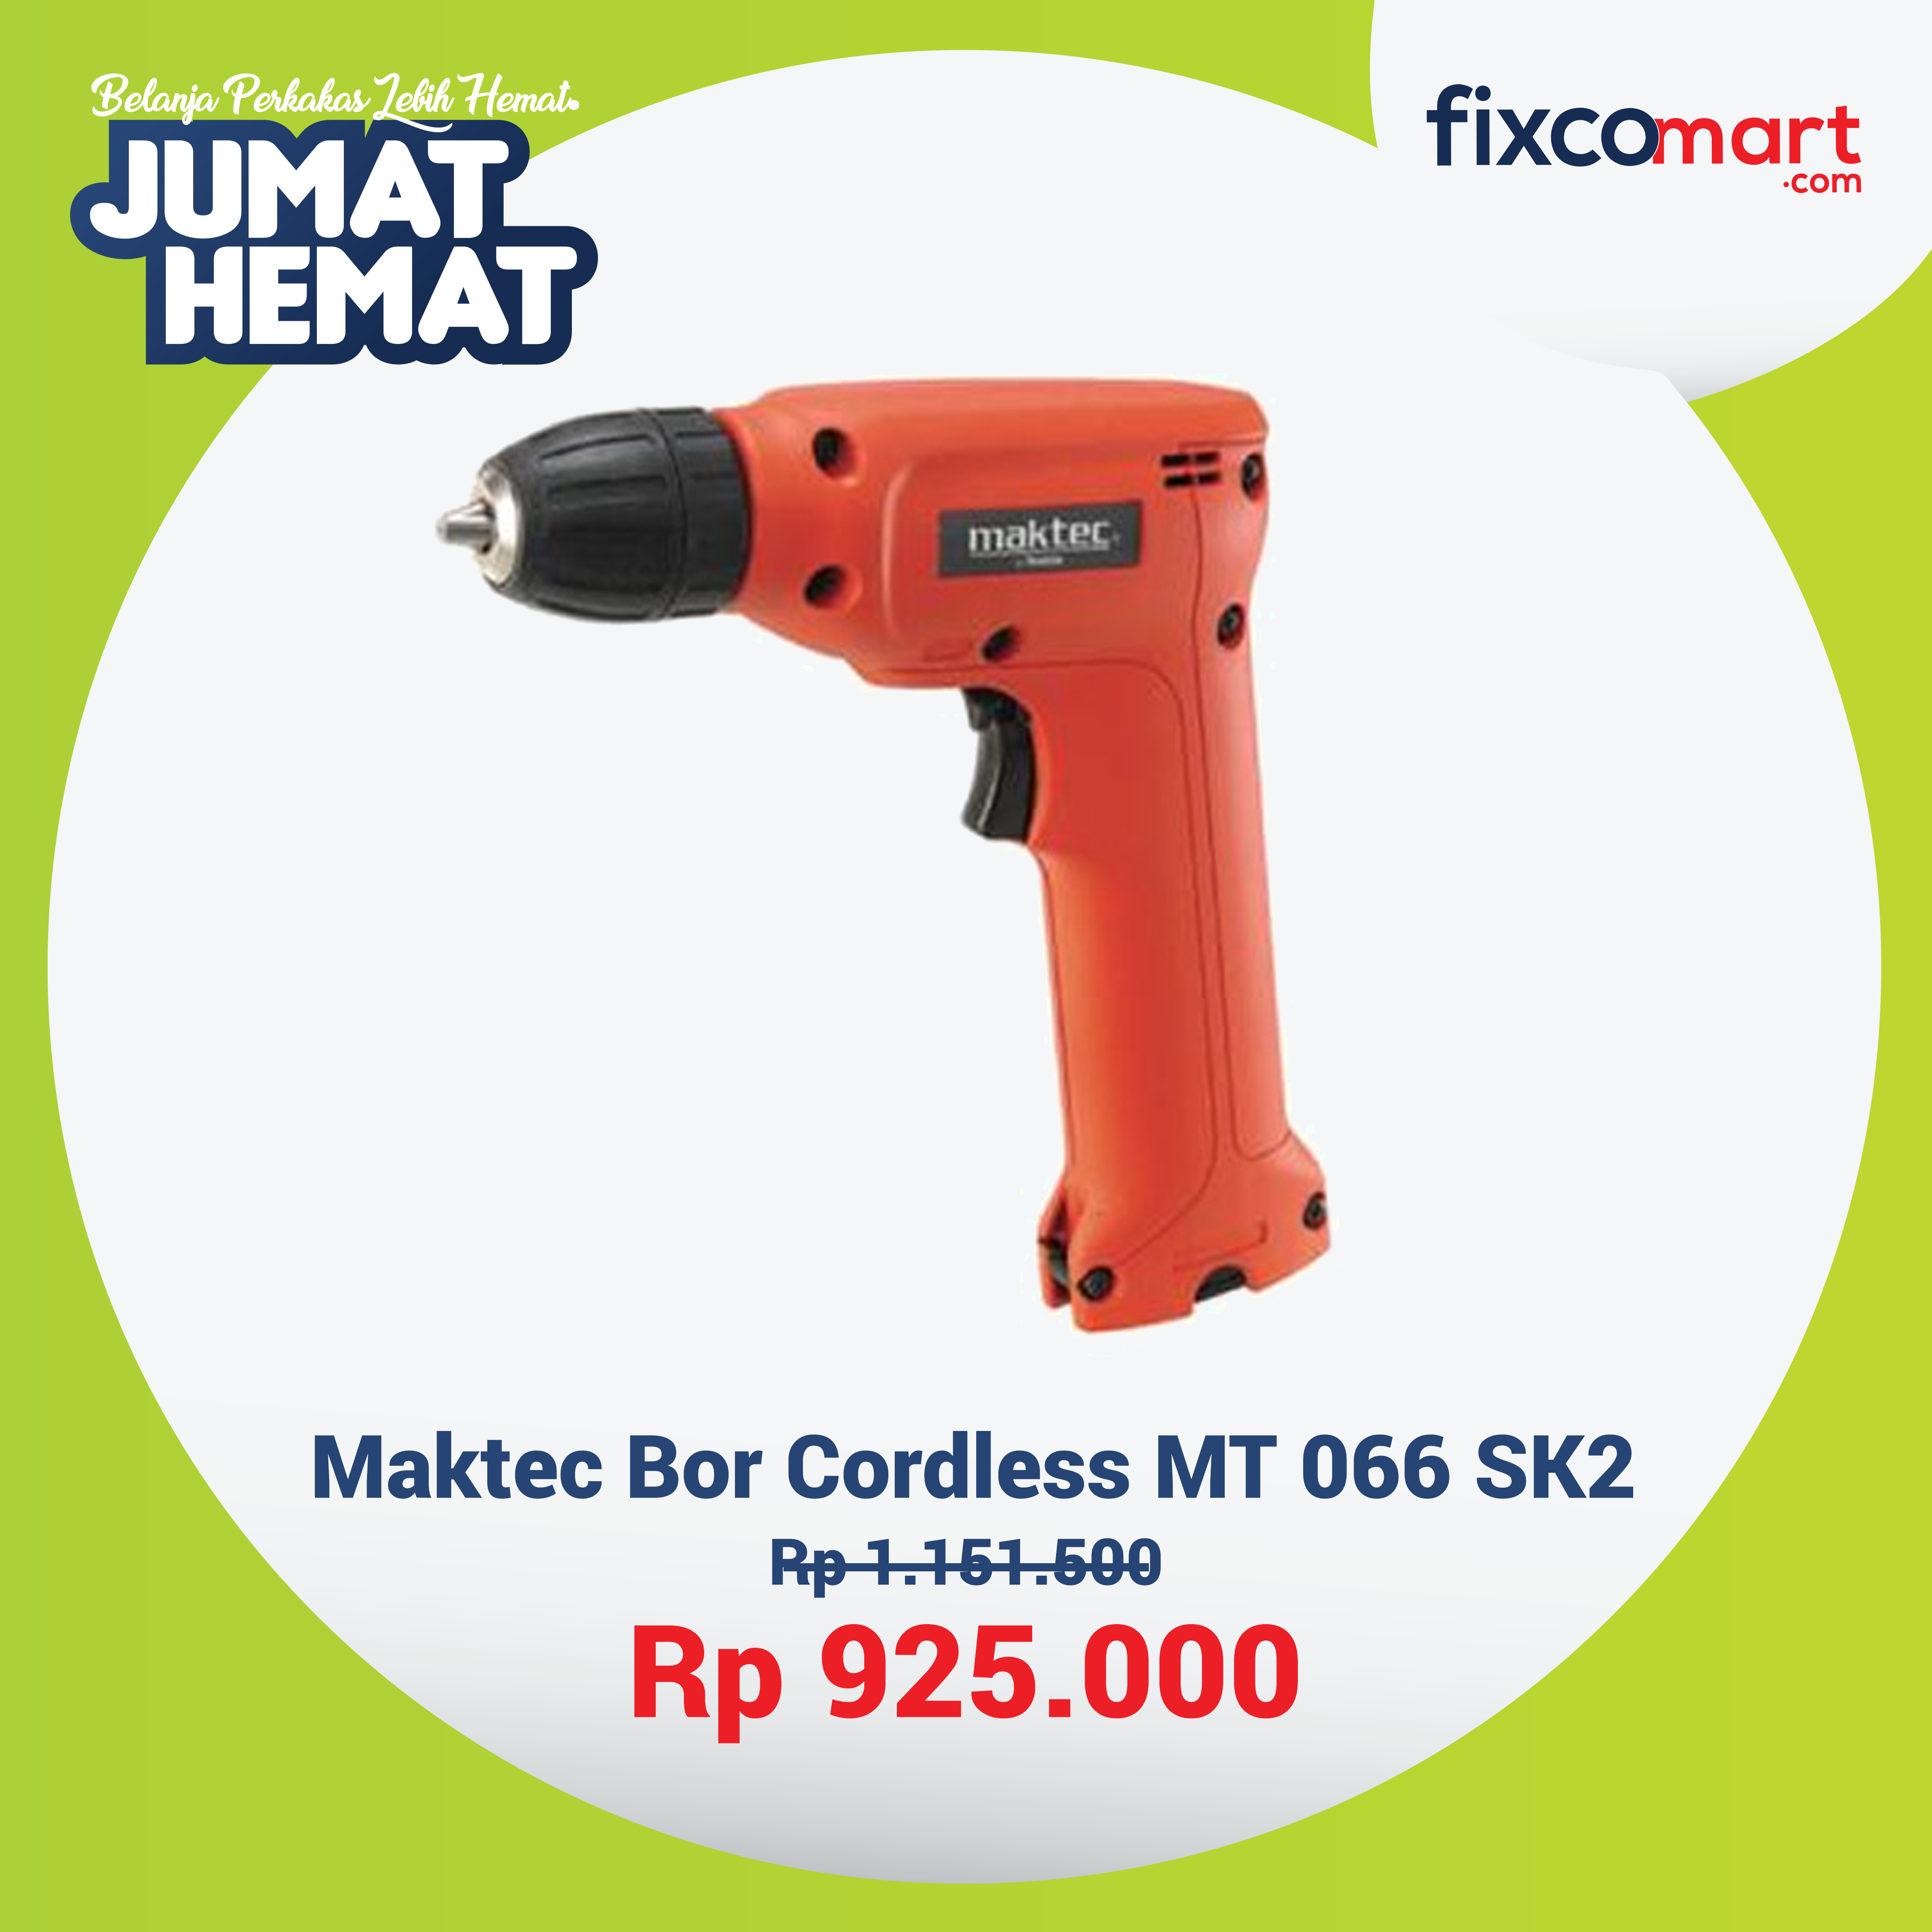 Belanja Perkakas Lebih Hemat.
JUMAT
HEMAT
fixcomart
.com
maktec
Maktec Bor Cordless MT 066 SK2
Rp 1.151.500
Rp 925.000